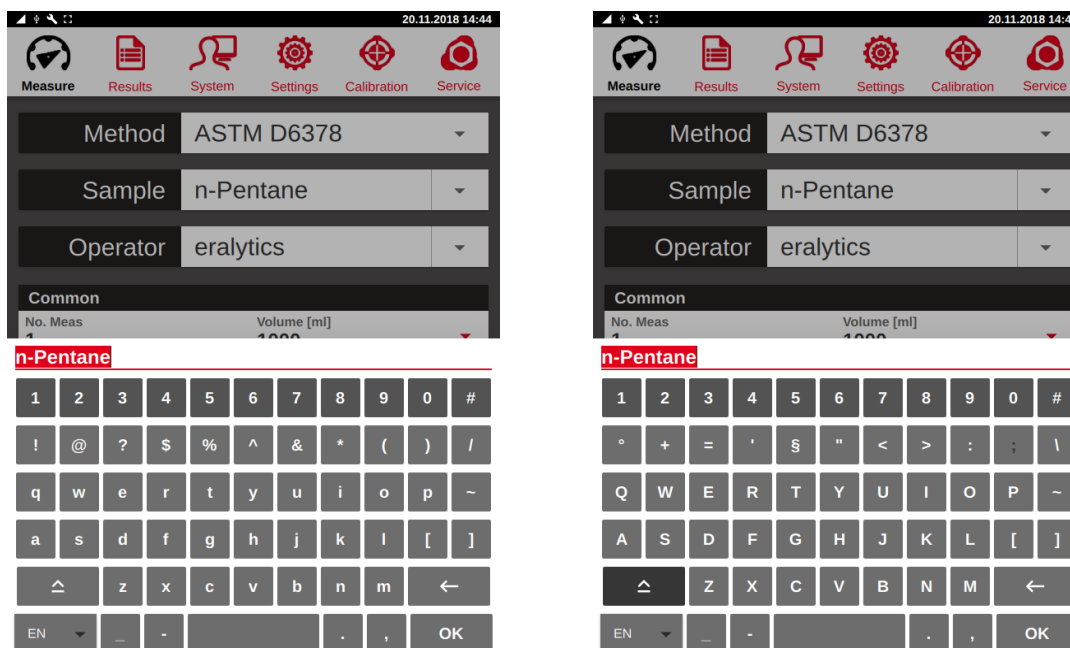 20.11.2018 14:44
Measure Results System Settings Calibration Service
Method ASTM D6378
Sample n-Pentane
Operator eralytics
Common
No. Meas Volume [ml]
n-Pentane
1 2 3 4 5 6 7 8 9 0 #
! @ ? $ % ^ & * ( ) /
q w e r t y u i o p ~
a s d f g h j k l [ ]
z x c v b n m
EN _ - . , OK
20.11.2018 14:4
Measure Results System Settings Calibration Service
Method ASTM D6378
Sample n-Pentane
Operator eralytics
Common
No. Meas Volume [ml]
n-Pentane
1 2 3 4 5 6 7 8 9 0 #
° + = ' § " < > : ; \
Q W E R T Y U I O P ~
A S D F G H J K L [ ]
Z X C V B N M
EN _ - . , OK